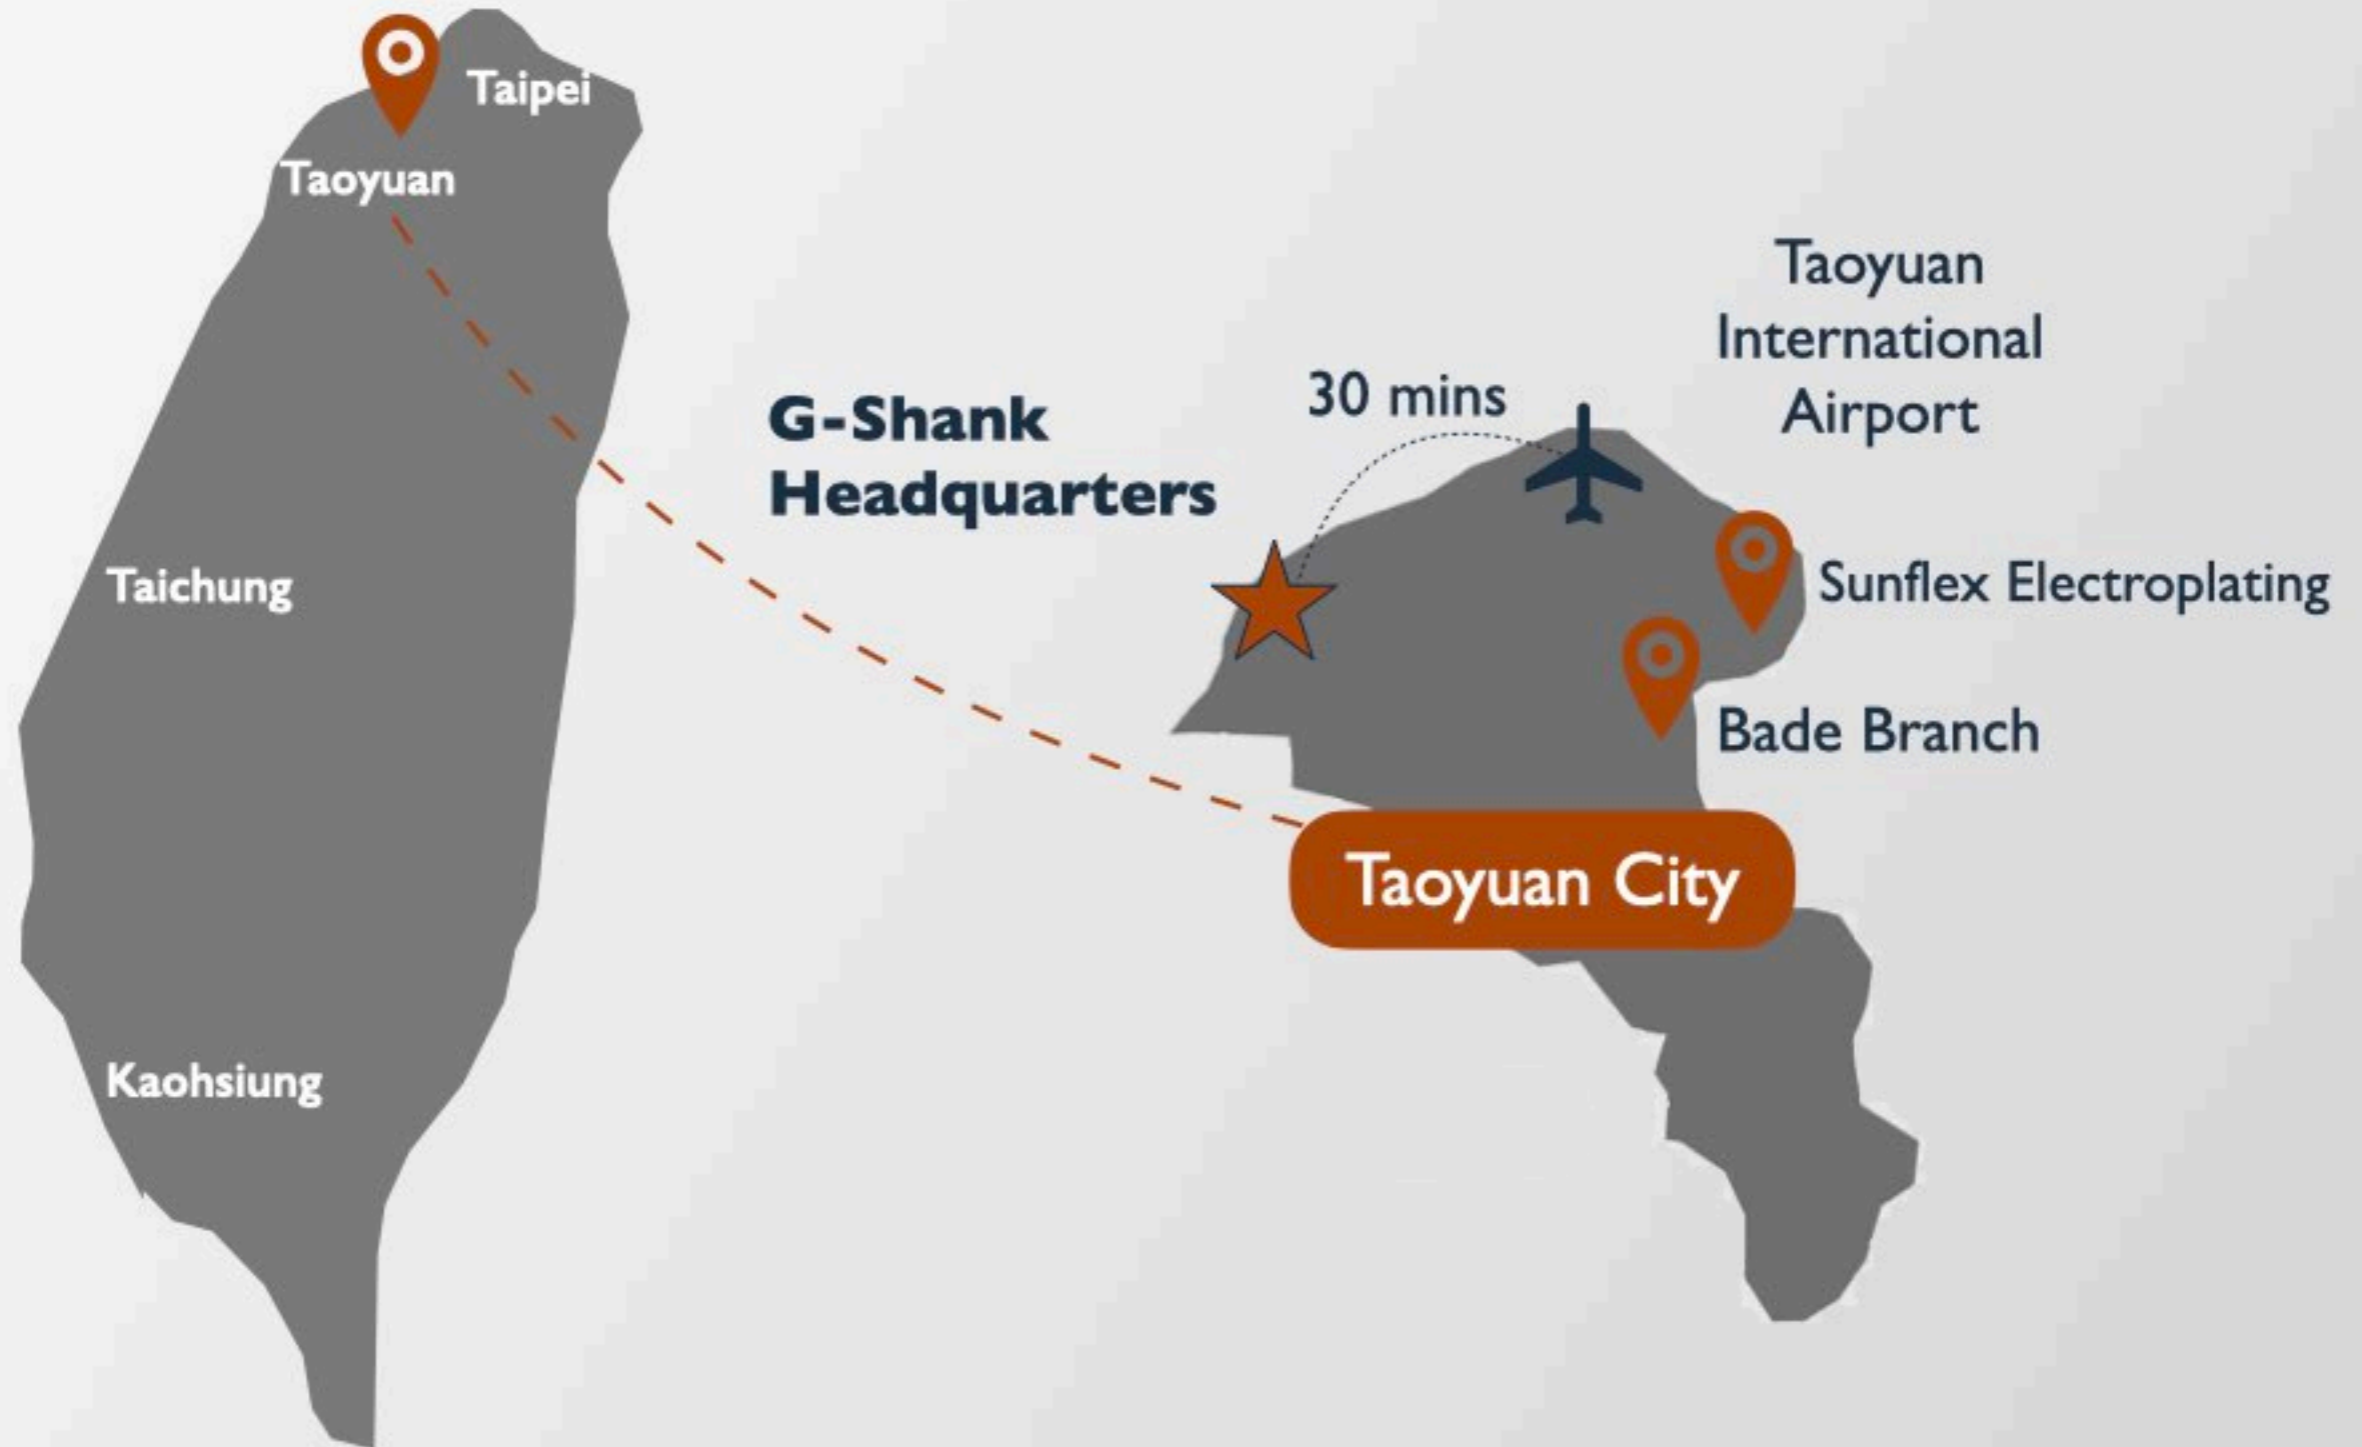 Taipei
Taoyuan
Taichung
Kaohsiung
G-Shank
Headquarters
30 mins
Taoyuan
International
Airport
Sunflex Electroplating
Bade Branch
Taoyuan City